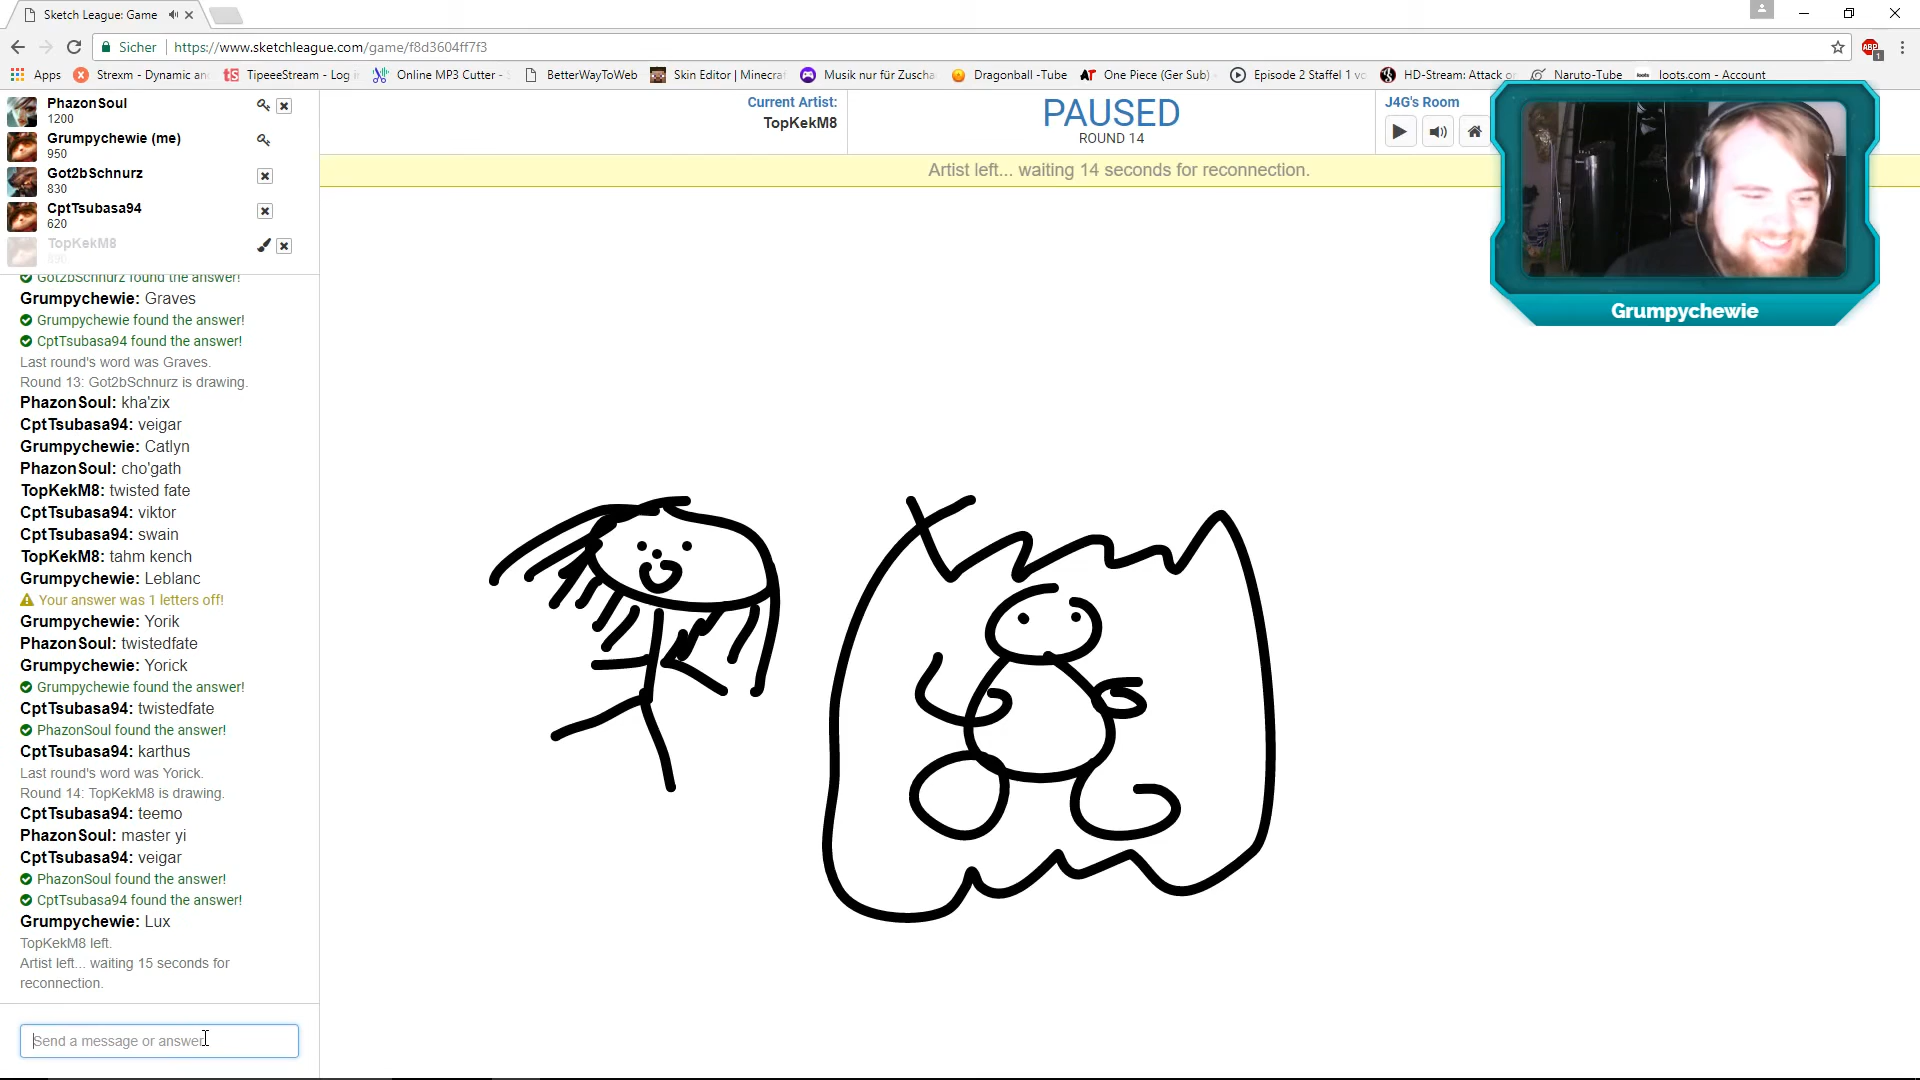 Sketch League: Game
Sicher
https://www.sketchleague.com/game/f8d3604ff7f3
ABP
1
Apps
Strexm - Dynamic an
TipeeeStream - Log i
Online MP3 Cutter -
BetterWayToWeb
Skin Editor | Minecra
Musik nur für Zuscha
Dragonball -Tube
One Piece (Ger Sub)
Episode 2 Staffel 1 vo
HD-Stream: Attack o
Naruto-Tube
loots
loots.com - Account
PhazonSoul
1200
Grumpychewie (me)
950
Got2bSchnurz
830
CptTsubasa94
620
TopKekM8
Current Artist:
TopKekM8
PAUSED
ROUND 14
J4G's Room
Artist left... waiting 14 seconds for reconnection.
Grumpychewie
Got2bSchnurz found the answer!
Grumpychewie: Graves
Grumpychewie found the answer!
CptTsubasa94 found the answer!
Last round's word was Graves.
Round 13: Got2bSchnurz is drawing.
PhazonSoul: kha'zix
CptTsubasa94: veigar
Grumpychewie: Catlyn
PhazonSoul: cho'gath
TopKekM8: twisted fate
CptTsubasa94: viktor
CptTsubasa94: swain
TopKekM8: tahm kench
Grumpychewie: Leblanc
Your answer was 1 letters off!
Grumpychewie: Yorik
PhazonSoul: twistedfate
Grumpychewie: Yorick
Grumpychewie found the answer!
CptTsubasa94: twistedfate
PhazonSoul found the answer!
CptTsubasa94: karthus
Last round's word was Yorick.
Round 14: TopKekM8 is drawing.
CptTsubasa94: teemo
PhazonSoul: master yi
CptTsubasa94: veigar
PhazonSoul found the answer!
CptTsubasa94 found the answer!
Grumpychewie: Lux
TopKekM8 left.
Artist left... waiting 15 seconds for
reconnection.
Send a message or answer